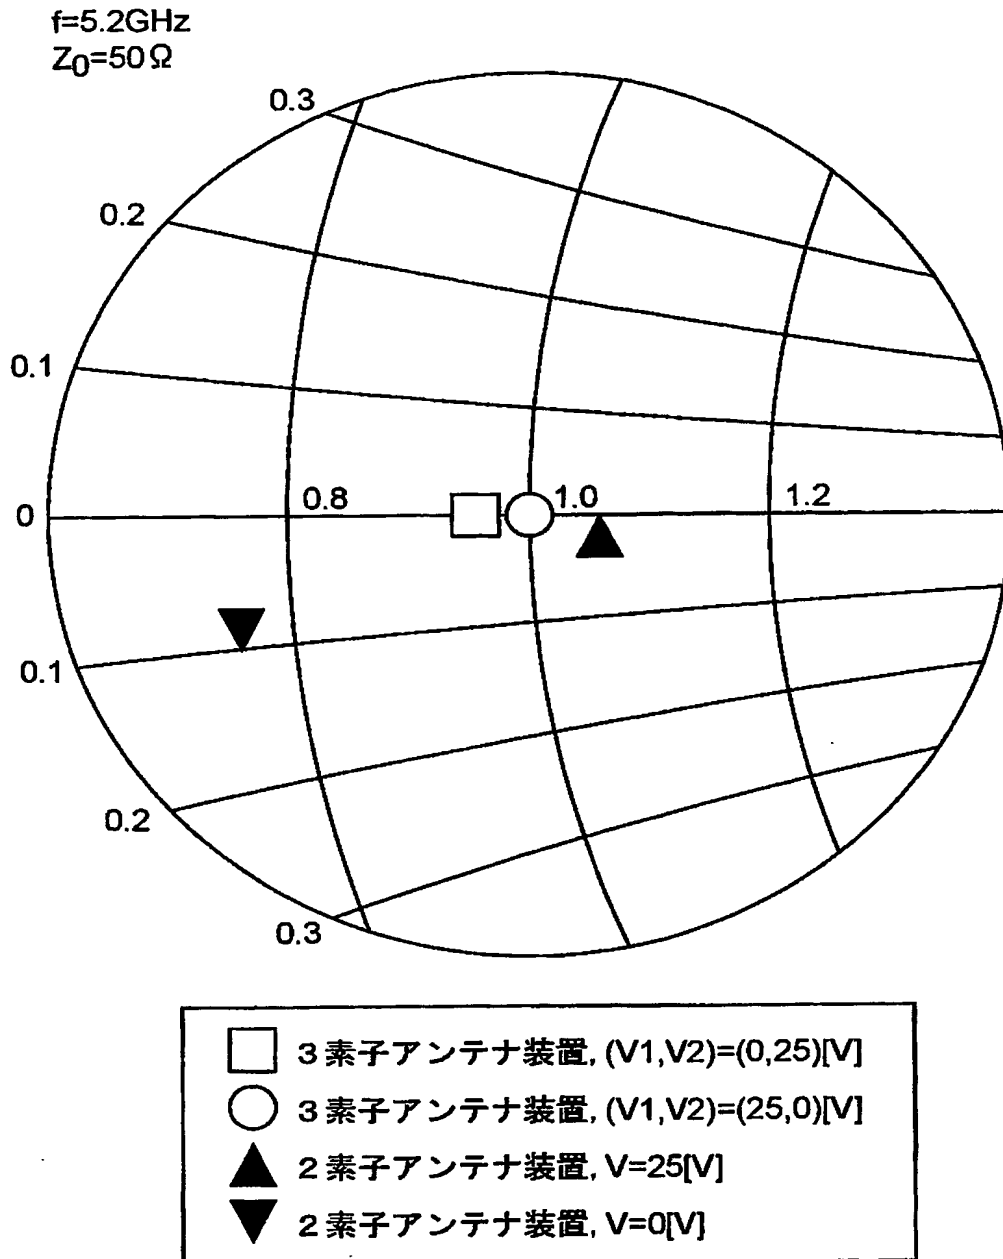 f=5.2GHz
Z0=50Ω
0.3
0.2
0.1
0
0.8
1.0
1.2
0.1
0.2
0.3
3素子アンテナ装置, (V1,V2)=(0,25)[V]
3素子アンテナ装置, (V1,V2)=(25,0)[V]
2素子アンテナ装置, V=25[V]
2素子アンテナ装置, V=0[V]